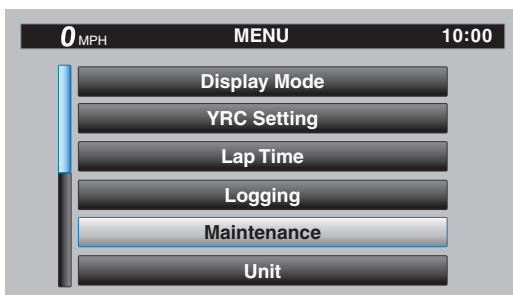 0 MPH MENU 10:00
Display Mode
YRC Setting
Lap Time
Logging
Maintenance
Unit